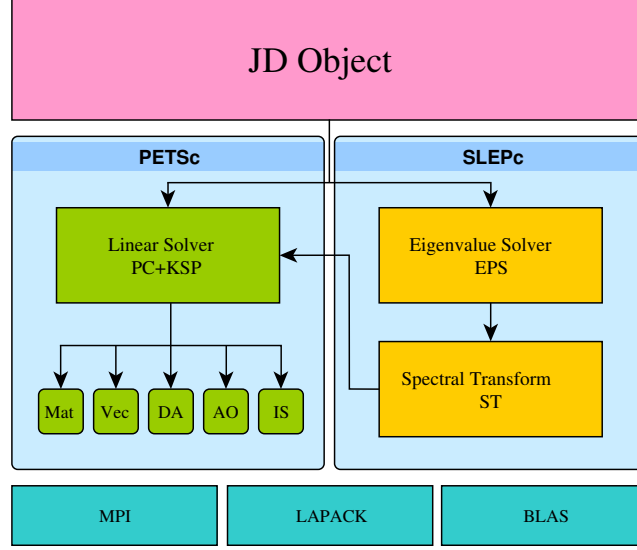 JD Object
PETSc
SLEPc
Linear Solver
PC+KSP
Eigenvalue Solver
EPS
Spectral Transform
ST
Mat
Vec
DA
AO
IS
MPI
LAPACK
BLAS